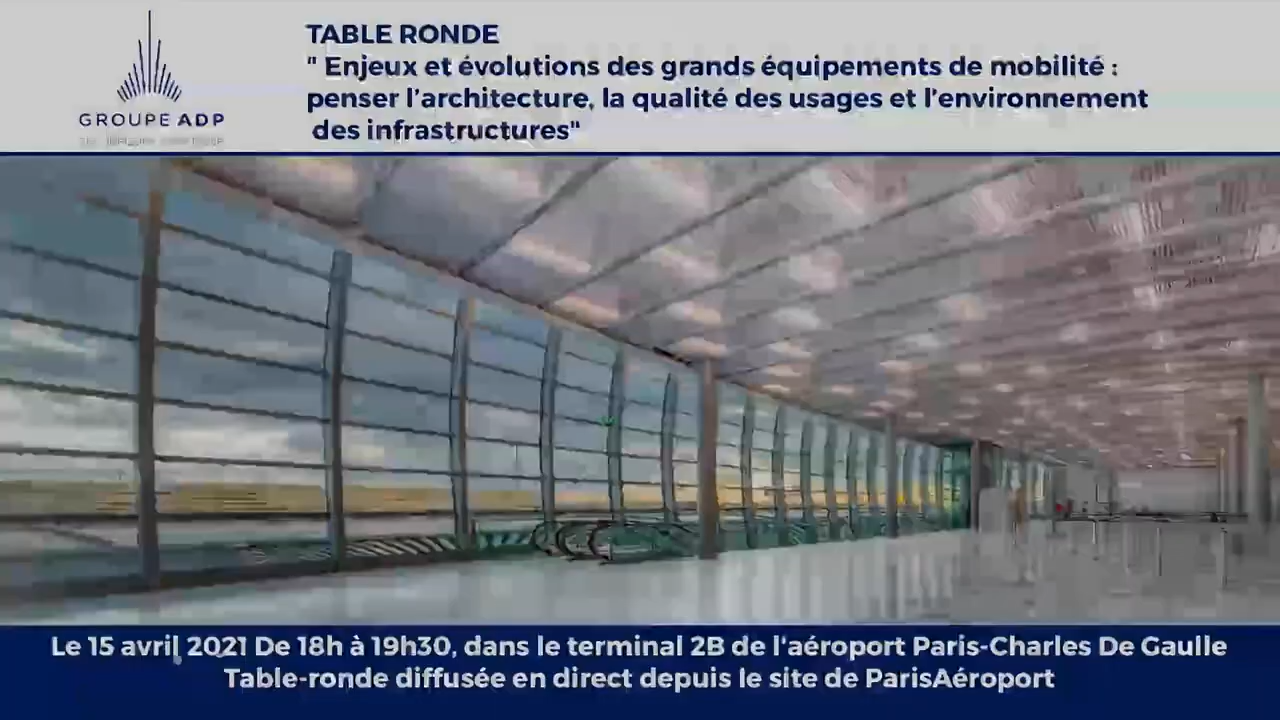 TABLE RONDE
" Enjeux et évolutions des grands équipements de mobilité :
penser l'architecture, la qualité des usages et l'environnement
des infrastructures"
GROUPE ADP
Le 15 avril 2021 De 18h à 19h30, dans le terminal 2B de l'aéroport Paris-Charles De Gaulle
Table-ronde diffusée en direct depuis le site de ParisAéroport